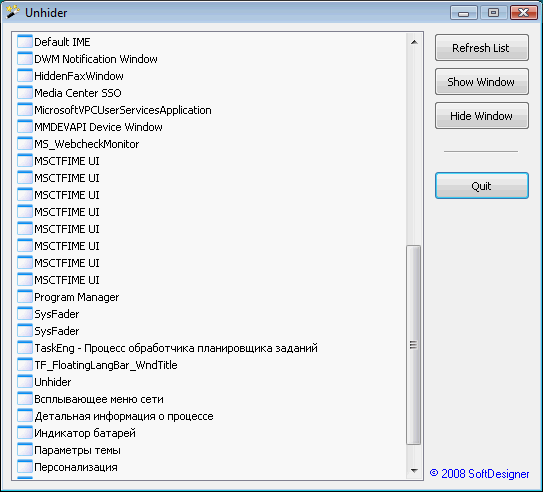 Unhider
Default IME
DWM Notification Window
HiddenFaxWindow
Media Center SSO
MicrosoftVPCUserServicesApplication
MMDEVAPI Device Window
MS_WebcheckMonitor
MSCTFIME UI
MSCTFIME UI
MSCTFIME UI
MSCTFIME UI
MSCTFIME UI
MSCTFIME UI
MSCTFIME UI
MSCTFIME UI
Program Manager
SysFader
SysFader
TaskEng - Процесс обработчика планировщика заданий
TF_FloatingLangBar_WndTitle
Unhider
Всплывающее меню сети
Детальная информация о процессе
Индикатор батарей
Параметры темы
Персонализация
Refresh List
Show Window
Hide Window
Quit
© 2008 SoftDesigner